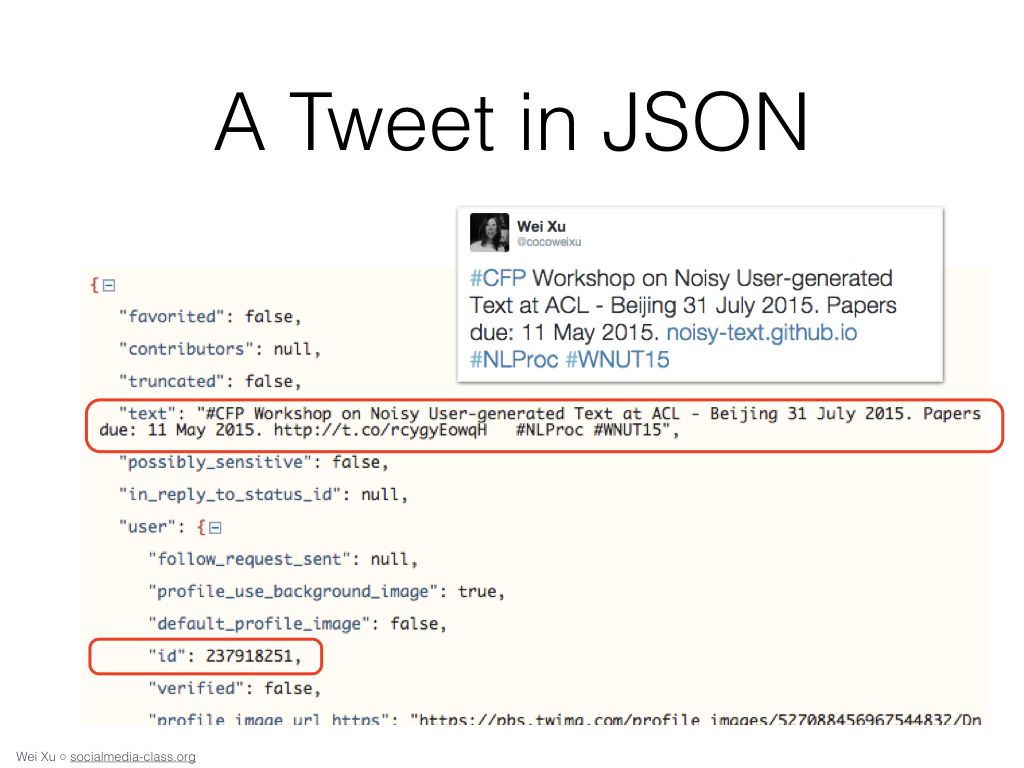 A Tweet in JSON
Wei Xu
@cocoweixu
#CFP Workshop on Noisy User-generated
Text at ACL - Beijing 31 July 2015. Papers
due: 11 May 2015. noisy-text.github.io
#NLProc #WNUT15
{
"favorited": false,
"contributors": null,
"truncated": false,
"text": "#CFP Workshop on Noisy User-generated Text at ACL - Beijing 31 July 2015. Papers
due: 11 May 2015. http://t.co/rcygyEowqH   #NLProc #WNUT15",
"possibly_sensitive": false,
"in_reply_to_status_id": null,
"user": {
"follow_request_sent": null,
"profile_use_background_image": true,
"default_profile_image": false,
"id": 237918251,
"verified": false,
"profile_image_url_https": "https://pbs.twimg.com/profile_images/527088456967544832/Dn
Wei Xu ○ socialmedia-class.org